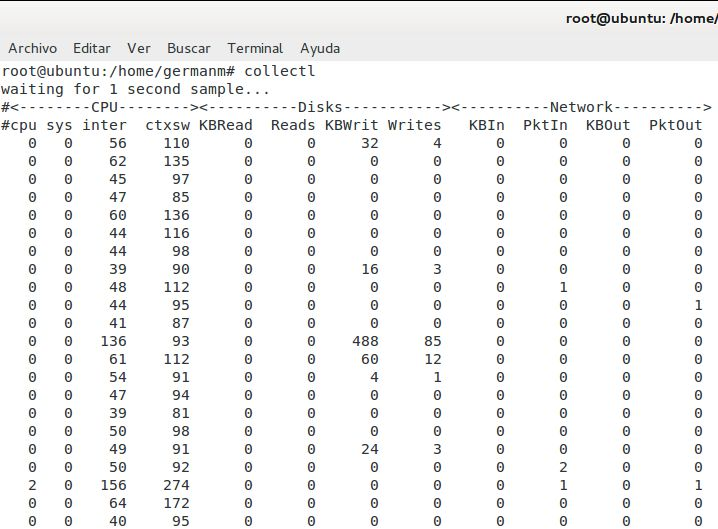 root@ubuntu: /home/
Archivo Editar Ver Buscar Terminal Ayuda
root@ubuntu:/home/germanm# collectl
waiting for 1 second sample...
#<--------CPU--------><----------Disks-----------><----------Network---------->
#cpu sys inter  ctxsw KBRead  Reads KBWrit Writes   KBIn  PktIn  KBOut  PktOut
   0   0    56    110      0      0     32      4      0      0      0       0
   0   0    62    135      0      0      0      0      0      0      0       0
   0   0    45     97      0      0      0      0      0      0      0       0
   0   0    47     85      0      0      0      0      0      0      0       0
   0   0    60    136      0      0      0      0      0      0      0       0
   0   0    44    116      0      0      0      0      0      0      0       0
   0   0    44     98      0      0      0      0      0      0      0       0
   0   0    39     90      0      0     16      3      0      0      0       0
   0   0    48    112      0      0      0      0      0      1      0       0
   0   0    44     95      0      0      0      0      0      0      0       1
   0   0    41     87      0      0      0      0      0      0      0       0
   0   0   136     93      0      0    488     85      0      0      0       0
   0   0    61    112      0      0     60     12      0      0      0       0
   0   0    54     91      0      0      4      1      0      0      0       0
   0   0    47     94      0      0      0      0      0      0      0       0
   0   0    39     81      0      0      0      0      0      0      0       0
   0   0    50     98      0      0      0      0      0      0      0       0
   0   0    49     91      0      0     24      3      0      0      0       0
   0   0    50     92      0      0      0      0      0      2      0       0
   2   0   156    274      0      0      0      0      0      1      0       1
   0   0    64    172      0      0      0      0      0      0      0       0
   0   0    40     95      0      0      0      0      0      0      0       0